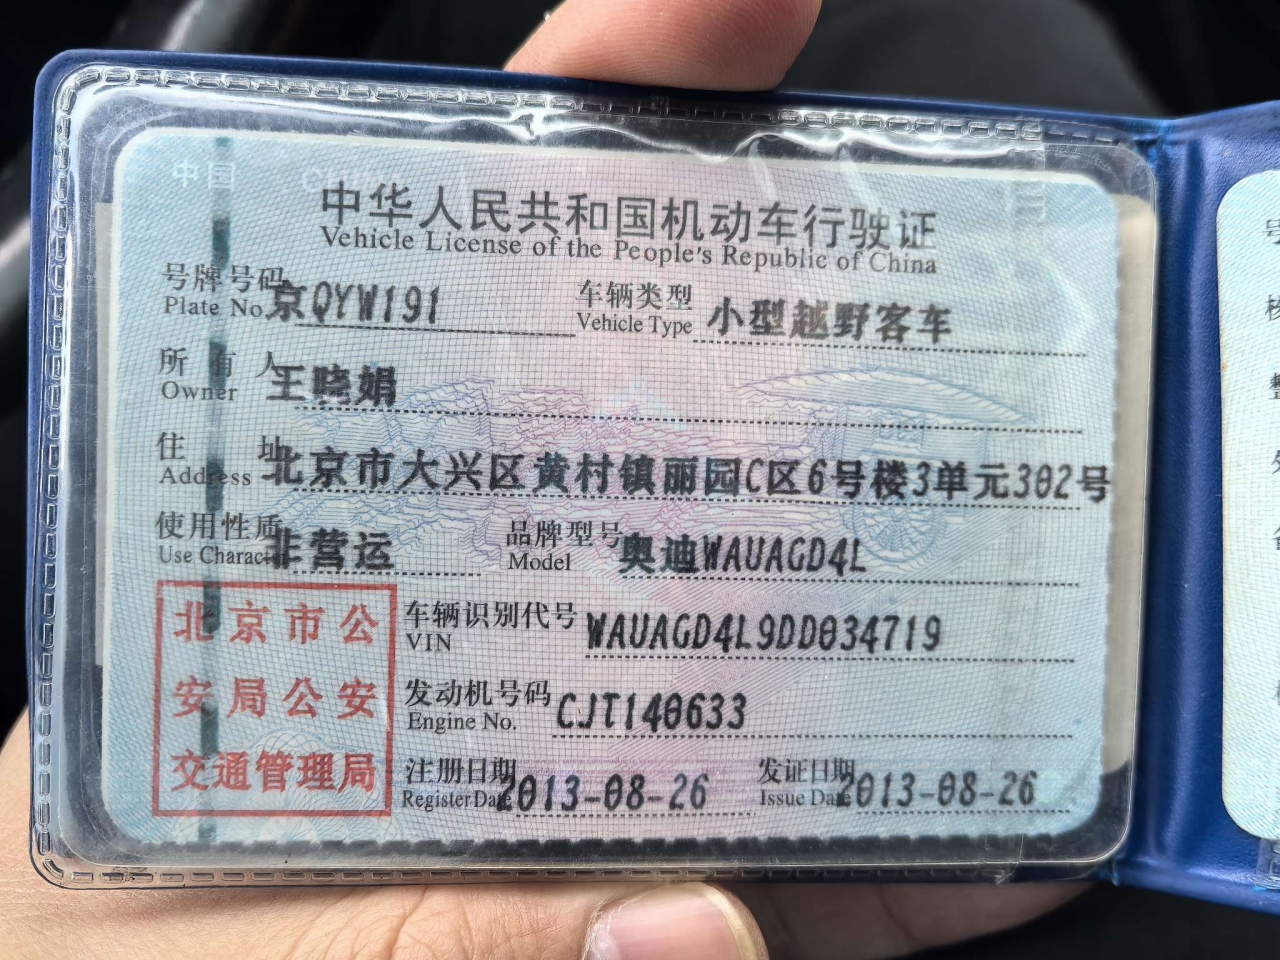 中国
中华人民共和国机动车行驶证
Vehicle License of the People's Republic of China
号牌号码 京QYW191 车辆类型 小型越野客车
Plate No. Vehicle Type
所有人 王晓娟
Owner
住址 北京市大兴区黄村镇丽园C区6号楼3单元302号
Address
使用性质 非营运 品牌型号 奥迪WAUAGD4L
Use Character Model
北京市公
安局公安
交通管理局
车辆识别代号 WAUAGD4L9DD034719
VIN
发动机号码 CJT140633
Engine No.
注册日期 2013-08-26 发证日期 2013-08-26
Register Date Issue Date
号